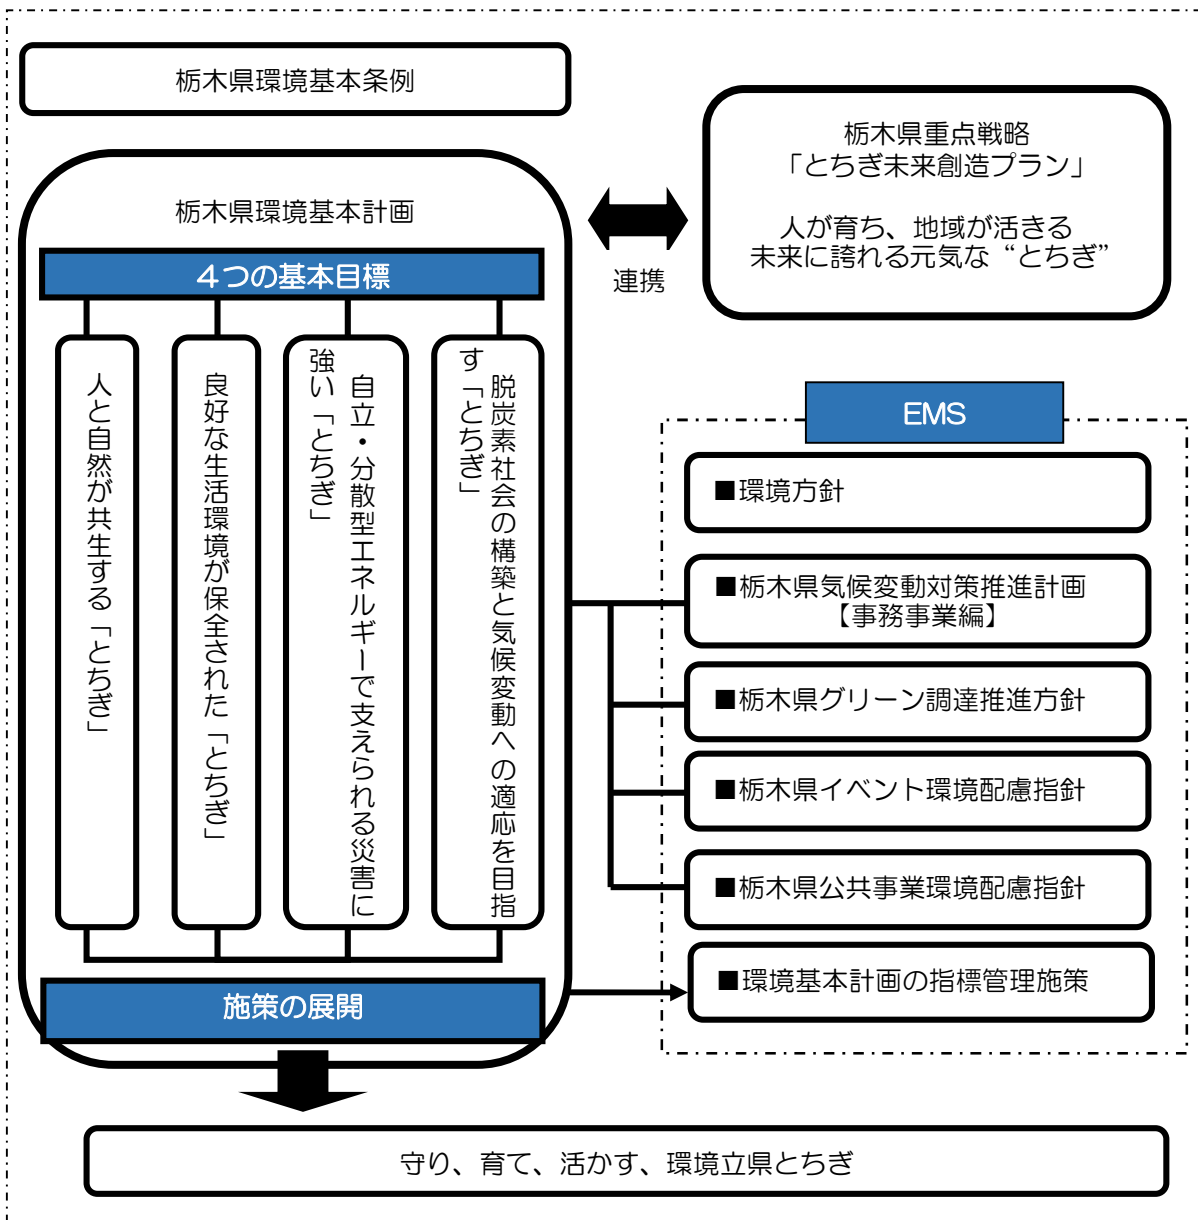 栃木県環境基本条例
栃木県環境基本計画
４つの基本目標
人と自然が共生する「とちぎ」
良好な生活環境が保全された「とちぎ」
自立・分散型エネルギーで支えられる災害に
強い「とちぎ」
脱炭素社会の構築と気候変動への適応を目指
す「とちぎ」
施策の展開
連携
栃木県重点戦略
「とちぎ未来創造プラン」
人が育ち、地域が活きる
未来に誇れる元気な“とちぎ”
EMS
■環境方針
■栃木県気候変動対策推進計画
【事務事業編】
■栃木県グリーン調達推進方針
■栃木県イベント環境配慮指針
■栃木県公共事業環境配慮指針
■環境基本計画の指標管理施策
守り、育て、活かす、環境立県とちぎ